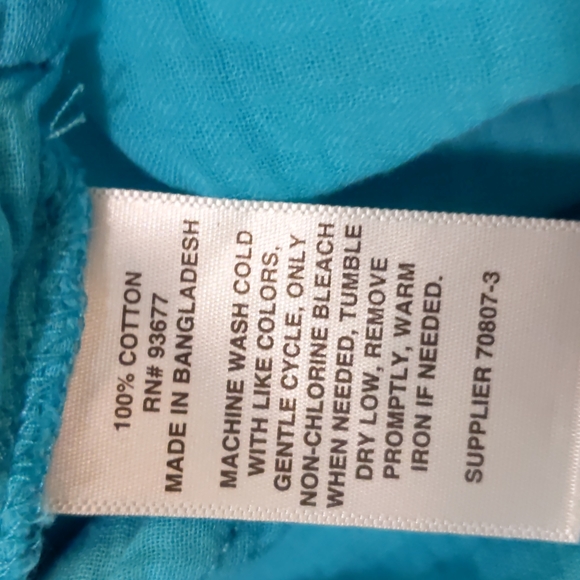 100% COTTON
RN# 93677
MADE IN BANGLADESH
MACHINE WASH COLD
WITH LIKE COLORS,
GENTLE CYCLE, ONLY
NON-CHLORINE BLEACH
WHEN NEEDED, TUMBLE
DRY LOW, REMOVE
PROMPTLY, WARM
IRON IF NEEDED.
SUPPLIER 70807-3